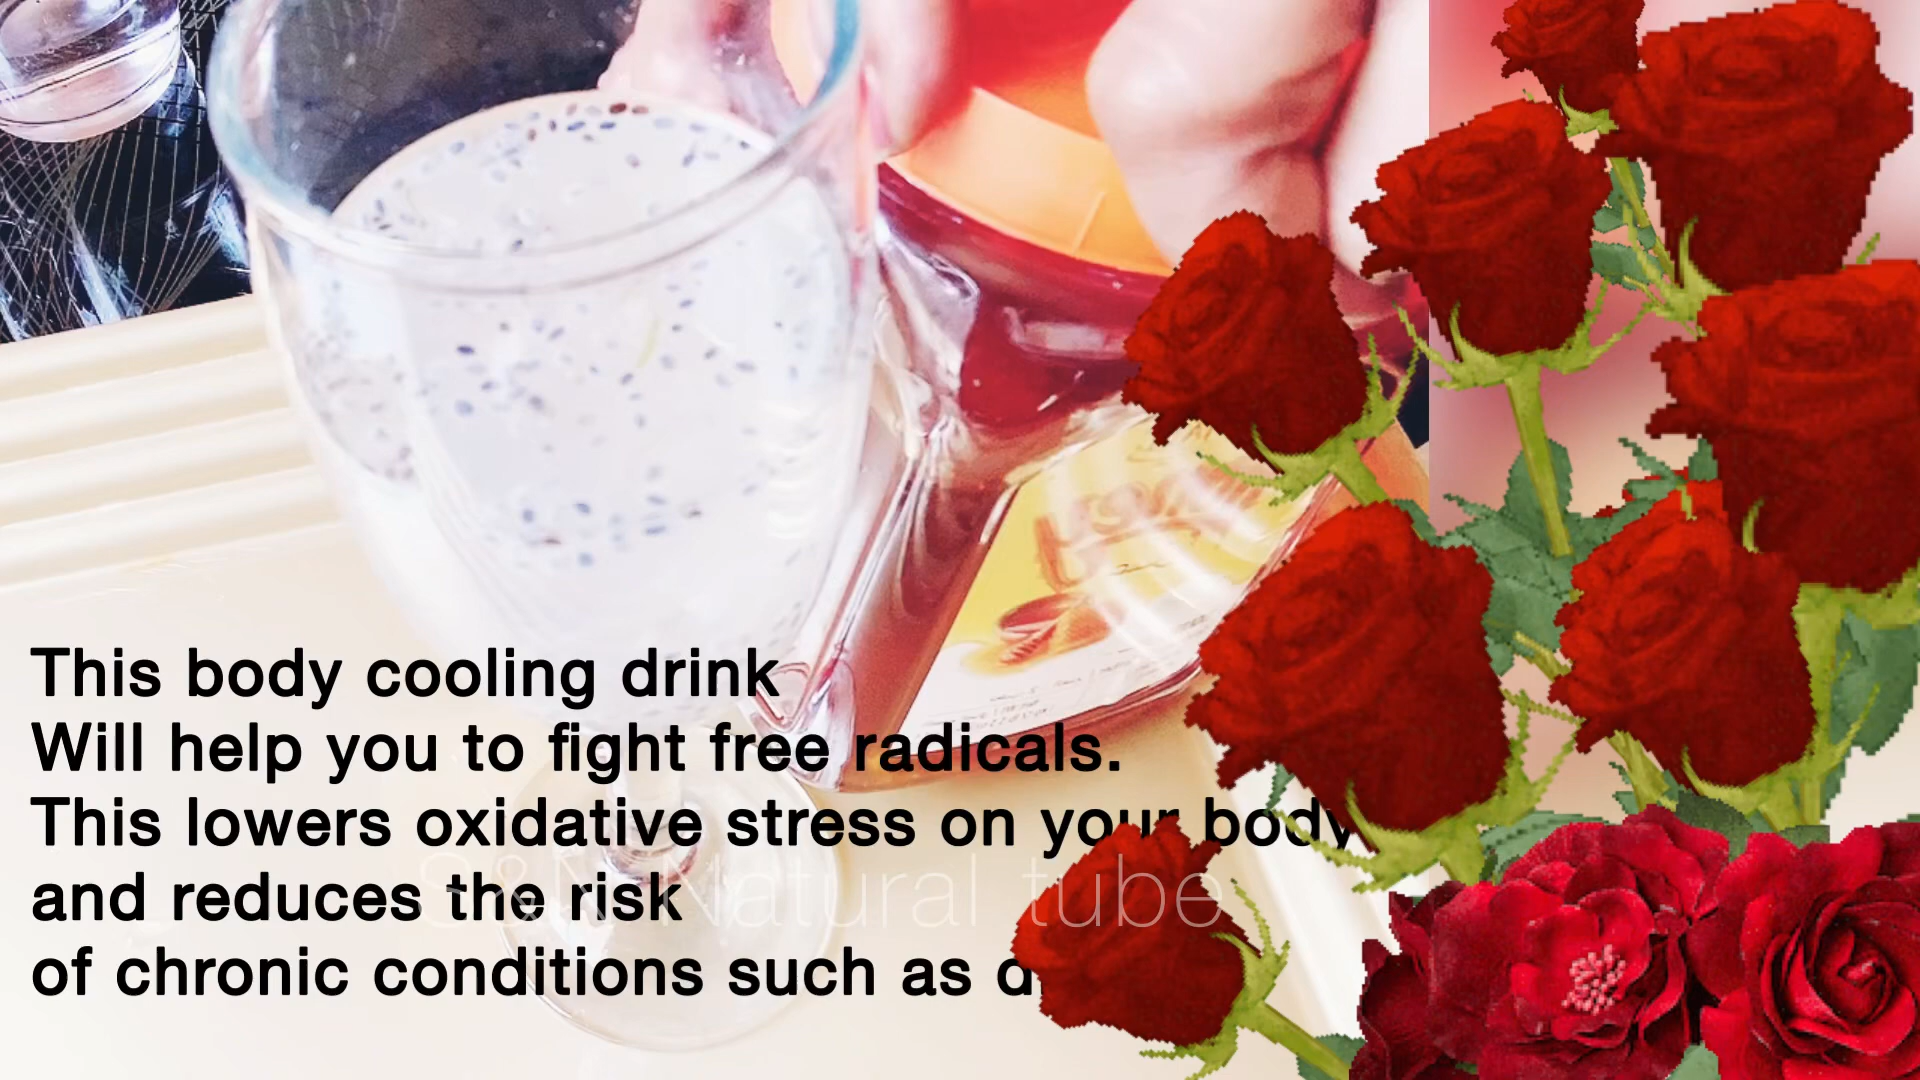 This body cooling drink
Will help you to fight free radicals.
This lowers oxidative stress on your body
and reduces the risk
S&N Natural tube
of chronic conditions such as